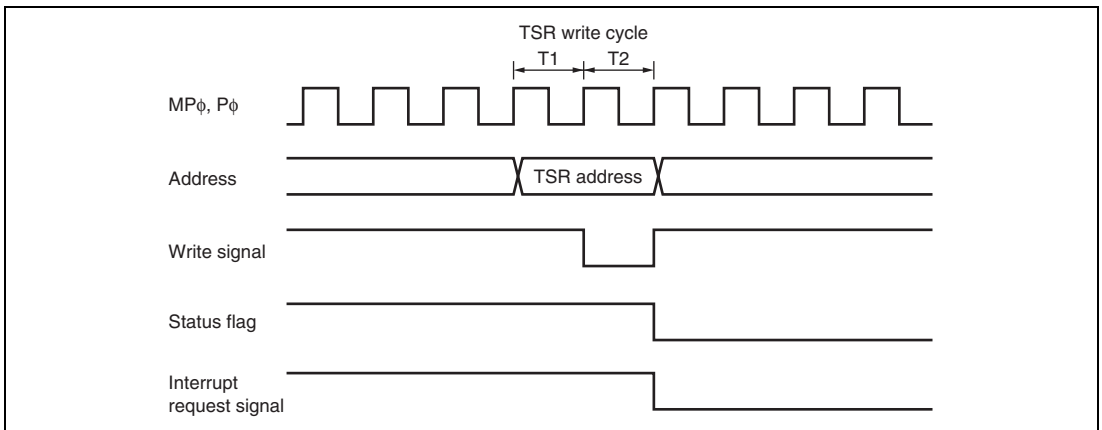 TSR write cycle
T1 T2
MPϕ, Pϕ
Address
TSR address
Write signal
Status flag
Interrupt
request signal